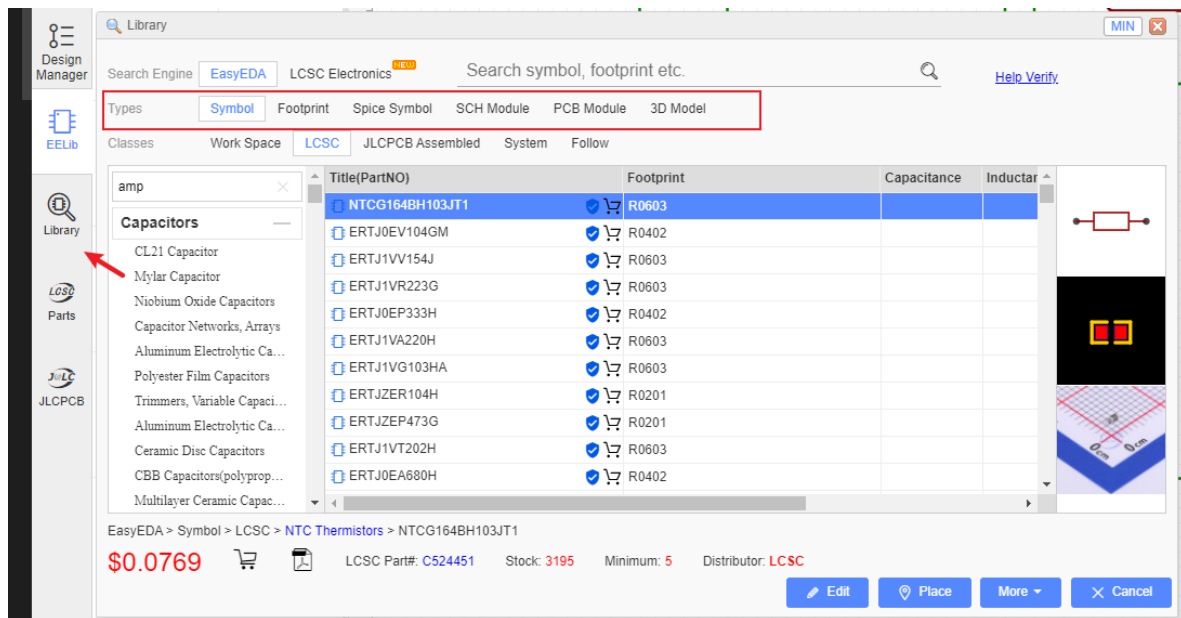 Library
MIN
Design
Manager
EELib
Library
LCSC
Parts
J@LC
JLCPCB
Search Engine EasyEDA LCSC Electronics NEW Search symbol, footprint etc. Help Verify
Types Symbol Footprint Spice Symbol SCH Module PCB Module 3D Model
Classes Work Space LCSC JLCPCB Assembled System Follow
amp
Capacitors
CL21 Capacitor
Mylar Capacitor
Niobium Oxide Capacitors
Capacitor Networks, Arrays
Aluminum Electrolytic Ca...
Polyester Film Capacitors
Trimmers, Variable Capaci...
Aluminum Electrolytic Ca...
Ceramic Disc Capacitors
CBB Capacitors(polyprop...
Multilayer Ceramic Capac...
Title(PartNO) Footprint Capacitance Inductar
NTCG164BH103JT1 R0603
ERTJ0EV104GM R0402
ERTJ1VV154J R0603
ERTJ1VR223G R0603
ERTJ0EP333H R0402
ERTJ1VA220H R0603
ERTJ1VG103HA R0603
ERTJZER104H R0201
ERTJZEP473G R0201
ERTJ1VT202H R0603
ERTJ0EA680H R0402
0cm 0cm
EasyEDA > Symbol > LCSC > NTC Thermistors > NTCG164BH103JT1
$0.0769 LCSC Part#: C524451 Stock: 3195 Minimum: 5 Distributor: LCSC
Edit Place More Cancel